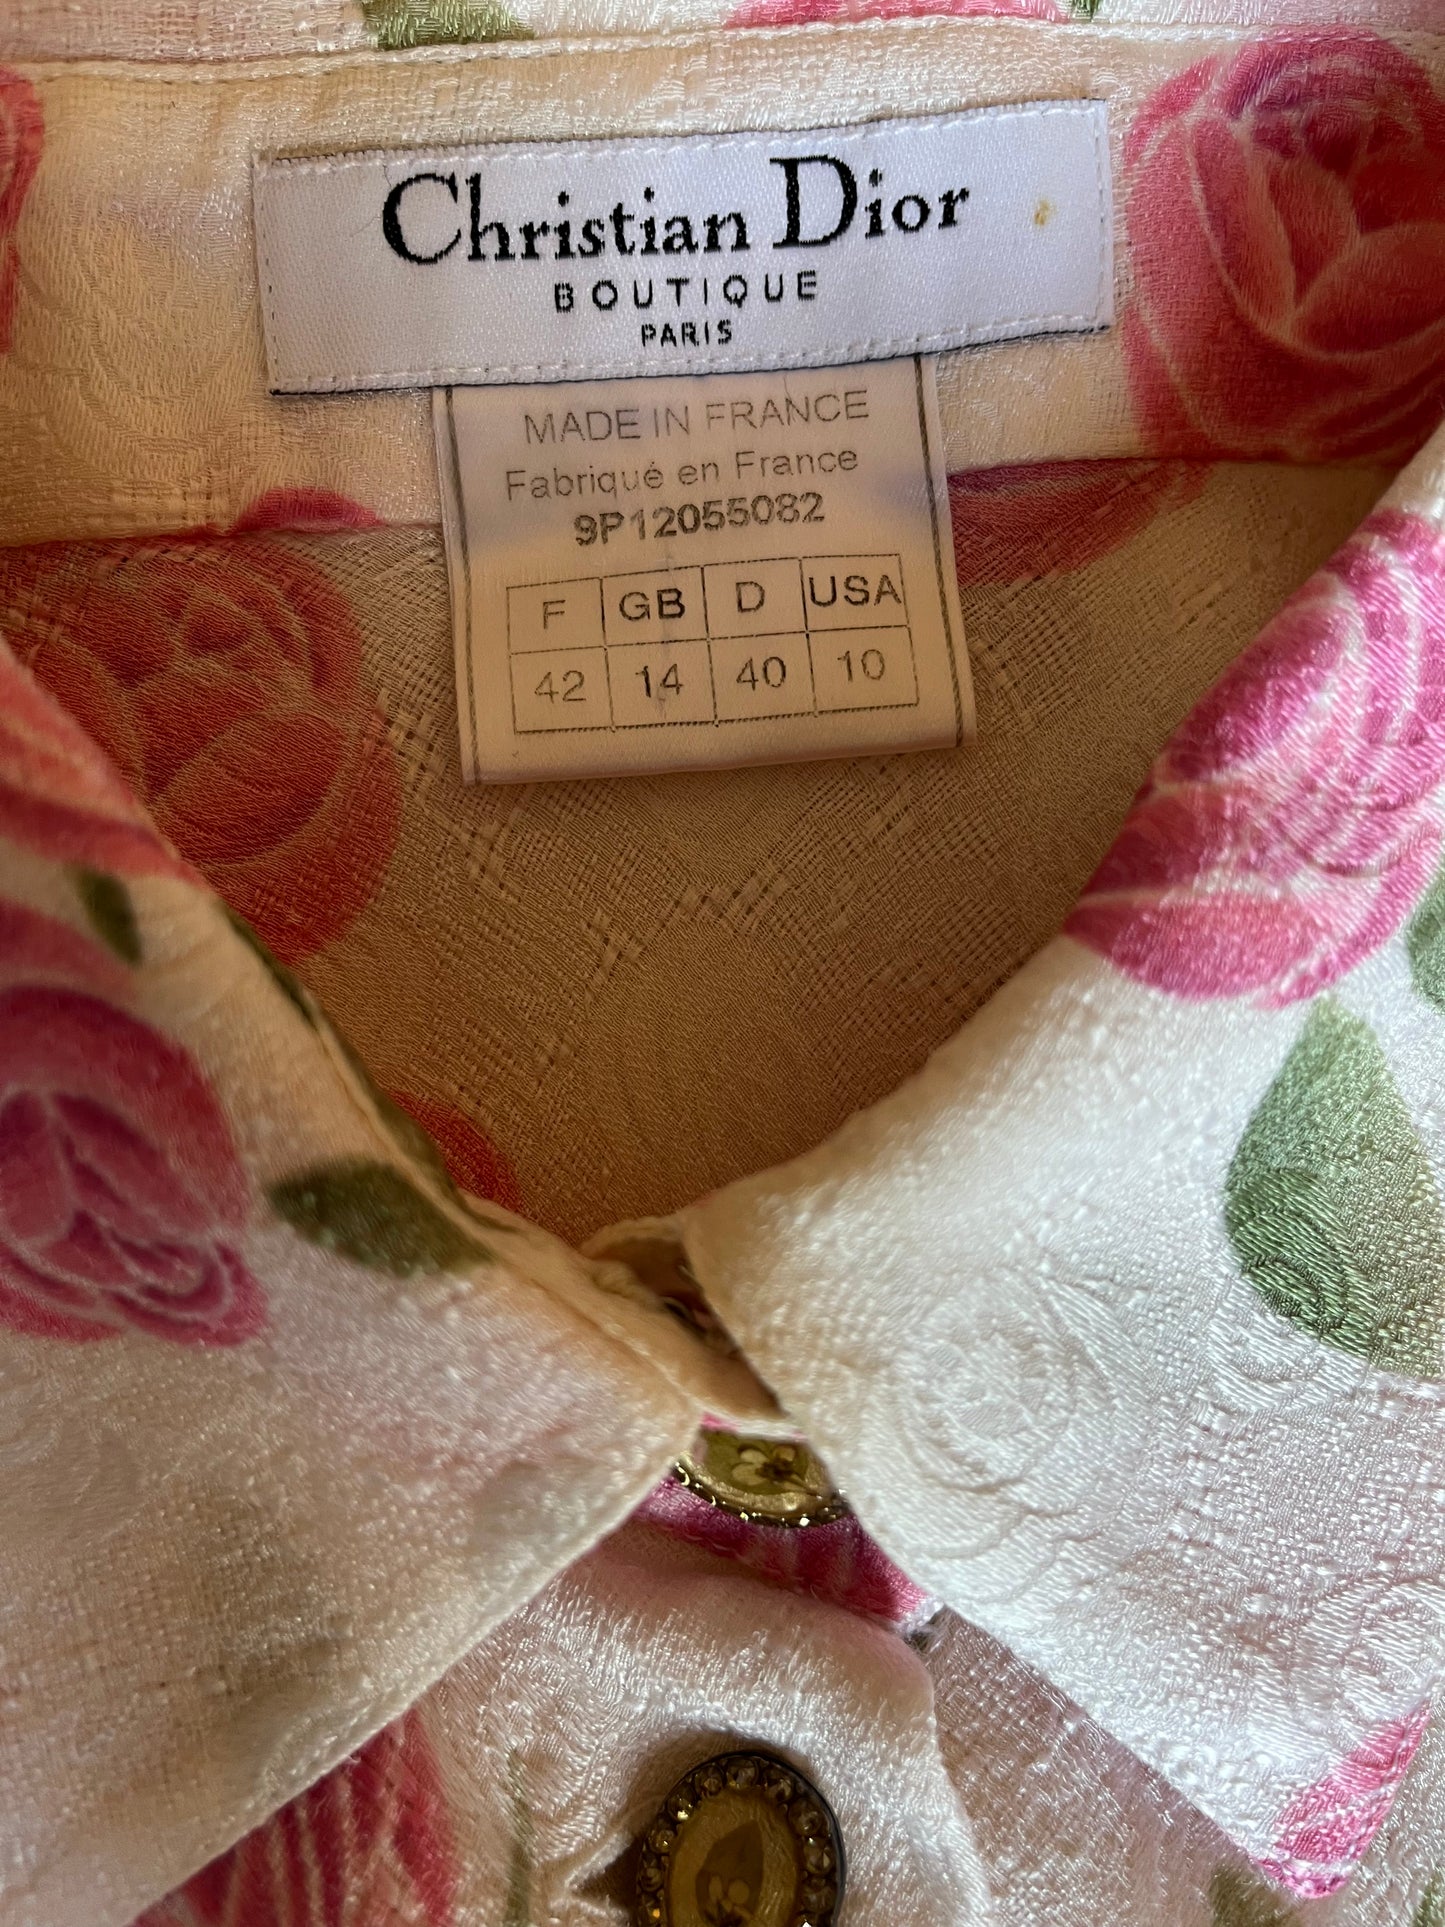 Christian Dior
BOUTIQUE
PARIS
MADE IN FRANCE
Fabriqué en France
9P12055082
F GB D USA
42 14 40 10